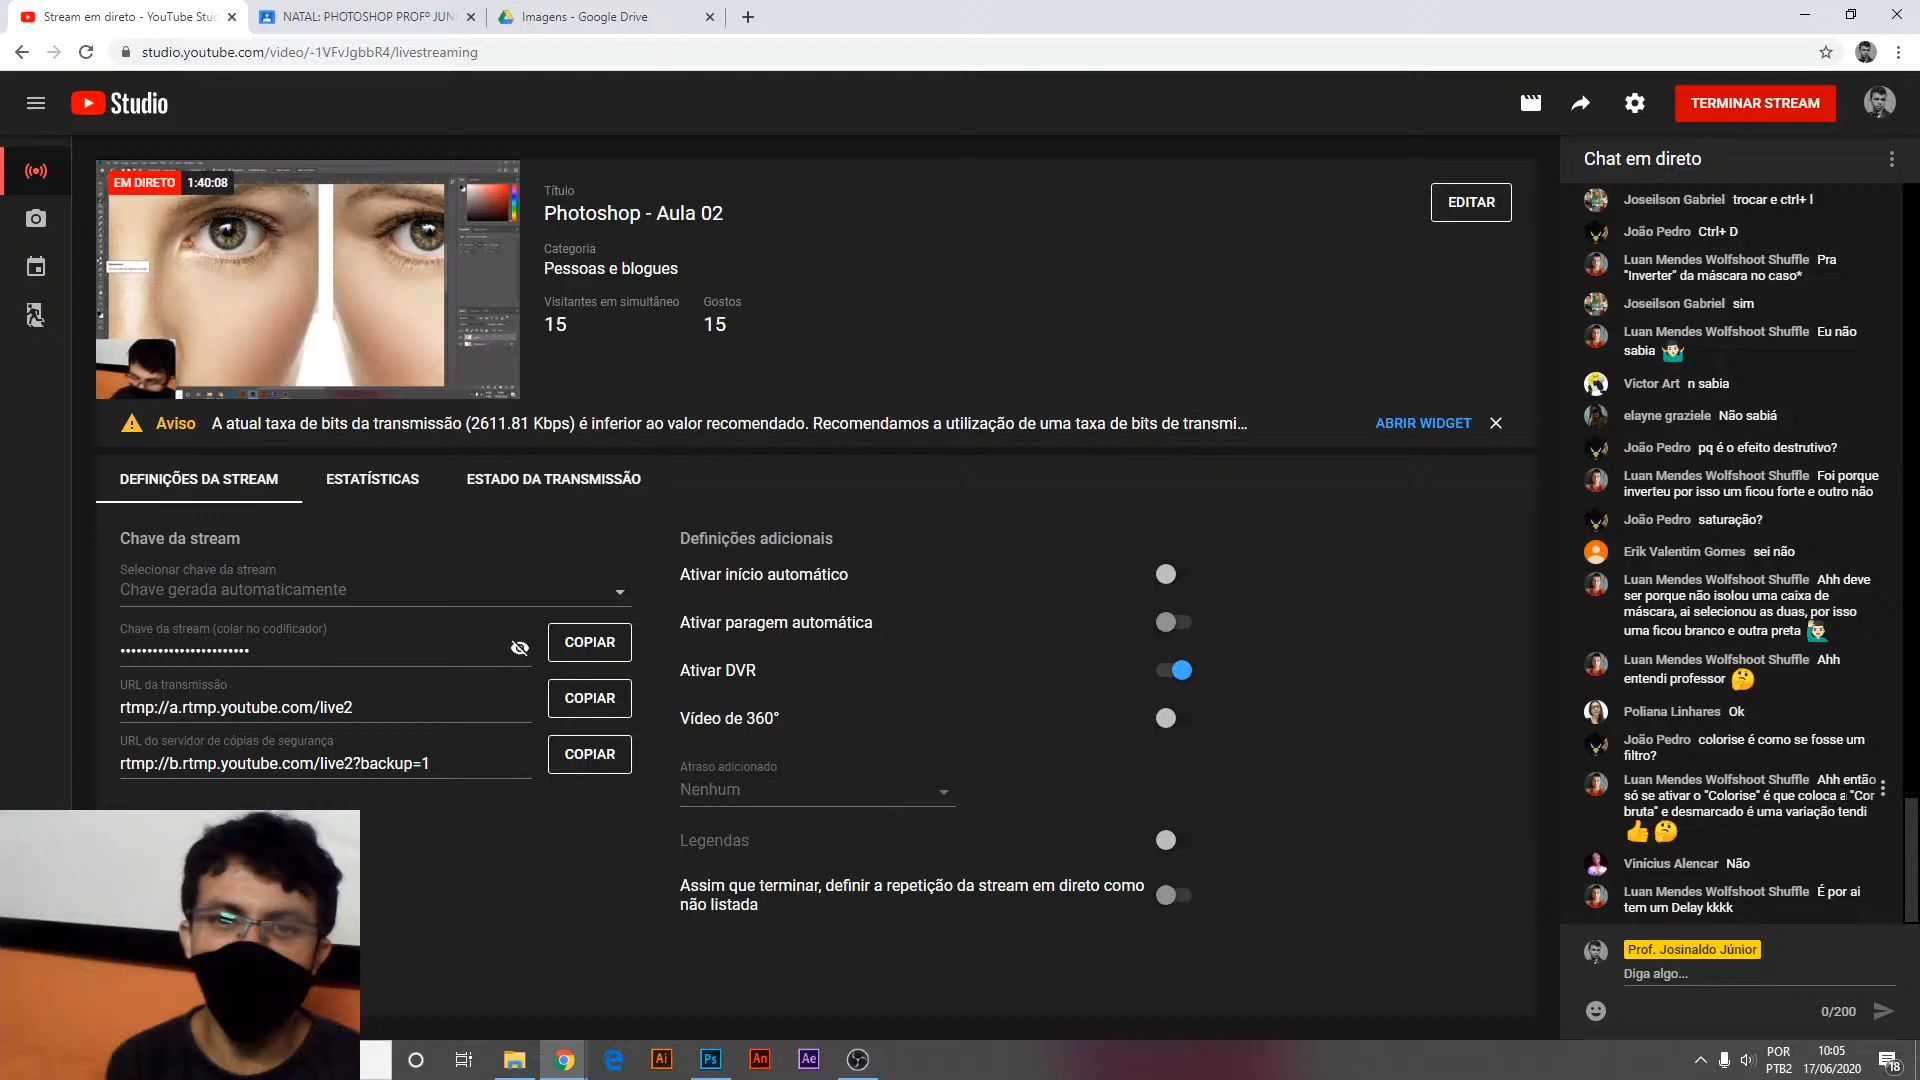 Stream em direto - YouTube Stu
NATAL: PHOTOSHOP PROFº JUN
Imagens - Google Drive
studio.youtube.com/video/-1VFvJgbbR4/livestreaming
Studio
TERMINAR STREAM
EM DIRETO 1:40:08
Título
Photoshop - Aula 02
EDITAR
Categoria
Pessoas e blogues
Visitantes em simultâneo
Gostos
15
15
Aviso A atual taxa de bits da transmissão (2611.81 Kbps) é inferior ao valor recomendado. Recomendamos a utilização de uma taxa de bits de transmi...
ABRIR WIDGET
DEFINIÇÕES DA STREAM
ESTATÍSTICAS
ESTADO DA TRANSMISSÃO
Chave da stream
Selecionar chave da stream
Chave gerada automaticamente
Chave da stream (colar no codificador)
••••••••••••••••••••••••
COPIAR
URL da transmissão
rtmp://a.rtmp.youtube.com/live2
COPIAR
URL do servidor de cópias de segurança
rtmp://b.rtmp.youtube.com/live2?backup=1
COPIAR
Definições adicionais
Ativar início automático
Ativar paragem automática
Ativar DVR
Vídeo de 360°
Atraso adicionado
Nenhum
Legendas
Assim que terminar, definir a repetição da stream em direto como
não listada
Chat em direto
Joseilson Gabriel trocar e ctrl+ l
João Pedro Ctrl+ D
Luan Mendes Wolfshoot Shuffle Pra
"Inverter" da máscara no caso*
Joseilson Gabriel sim
Luan Mendes Wolfshoot Shuffle Eu não
sabia
Victor Art n sabia
elayne graziele Não sabiá
João Pedro pq é o efeito destrutivo?
Luan Mendes Wolfshoot Shuffle Foi porque
inverteu por isso um ficou forte e outro não
João Pedro saturação?
Erik Valentim Gomes sei não
Luan Mendes Wolfshoot Shuffle Ahh deve
ser porque não isolou uma caixa de
máscara, ai selecionou as duas, por isso
uma ficou branco e outra preta
Luan Mendes Wolfshoot Shuffle Ahh
entendi professor
Poliana Linhares Ok
João Pedro colorise é como se fosse um
filtro?
Luan Mendes Wolfshoot Shuffle Ahh então
só se ativar o "Colorise" é que coloca a "Cor
bruta" e desmarcado é uma variação tendi
Vinícius Alencar Não
Luan Mendes Wolfshoot Shuffle É por ai
tem um Delay kkkk
Prof. Josinaldo Júnior
Diga algo...
0/200
Ai
Ps
An
Ae
POR
PTB2
10:05
17/06/2020
18